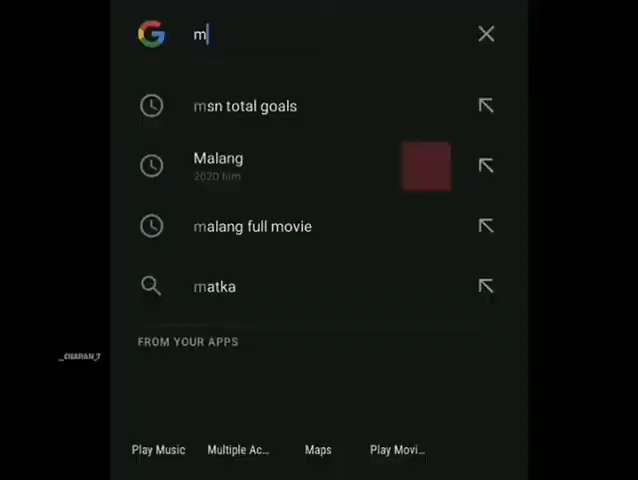 m
msn total goals
Malang
2020 film
malang full movie
matka
FROM YOUR APPS
_CHARAN_7
Play Music
Multiple Ac...
Maps
Play Movi...